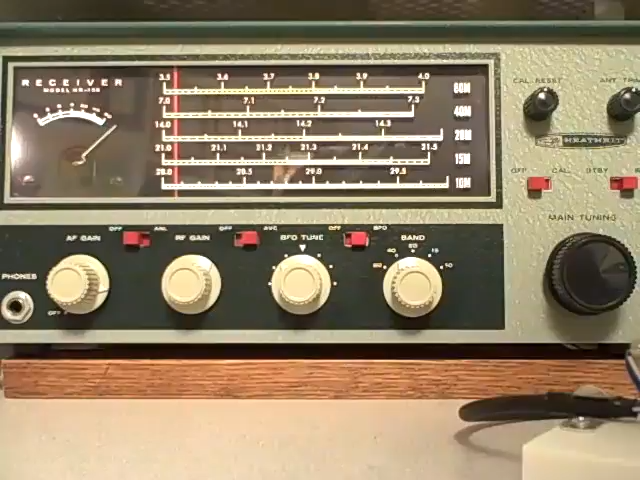 RECEIVER
3.5 3.6 3.7 3.8 3.9 4.0 80M
7.0 7.1 7.2 7.3 40M
14.0 14.1 14.2 14.3 20M
21.0 21.1 21.2 21.3 21.4 21.5 15M
28.0 28.5 29.0 29.5 10M
CAL RESET ANT
HEATHKIT
OFF CAL STBY
MAIN TUNING
OFF ANL OFF AVC OFF BFO
AF GAIN RF GAIN BFO TUNE BAND
80 40 20 15 10
PHONES
OFF